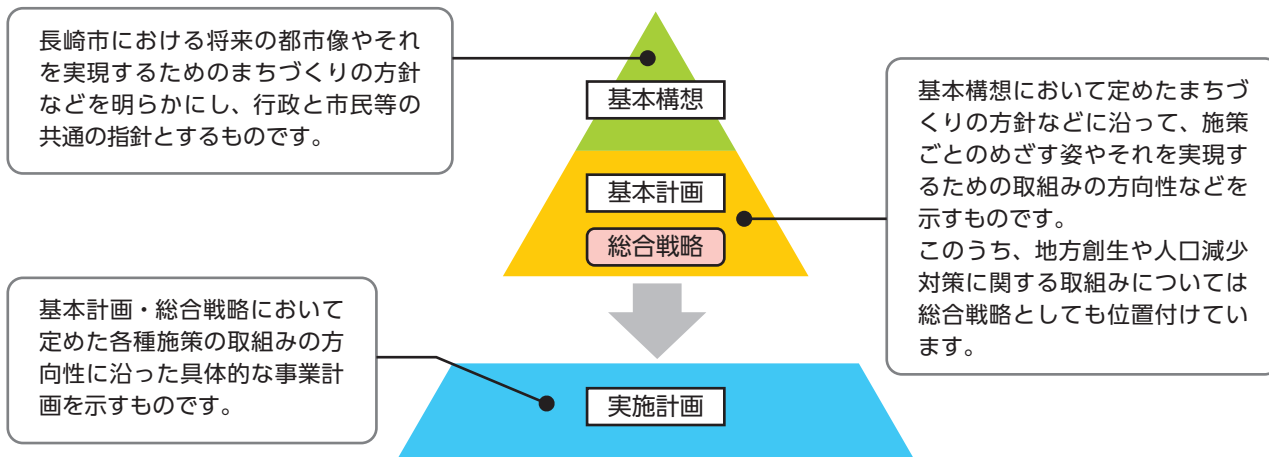 長崎市における将来の都市像やそれ
を実現するためのまちづくりの方針
などを明らかにし、行政と市民等の
共通の指針とするものです。
基本構想
基本構想において定めたまちづ
くりの方針などに沿って、施策
ごとのめざす姿やそれを実現す
るための取組みの方向性などを
示すものです。
このうち、地方創生や人口減少
対策に関する取組みについては
総合戦略としても位置付けてい
ます。
基本計画
総合戦略
基本計画・総合戦略において
定めた各種施策の取組みの方
向性に沿った具体的な事業計
画を示すものです。
実施計画